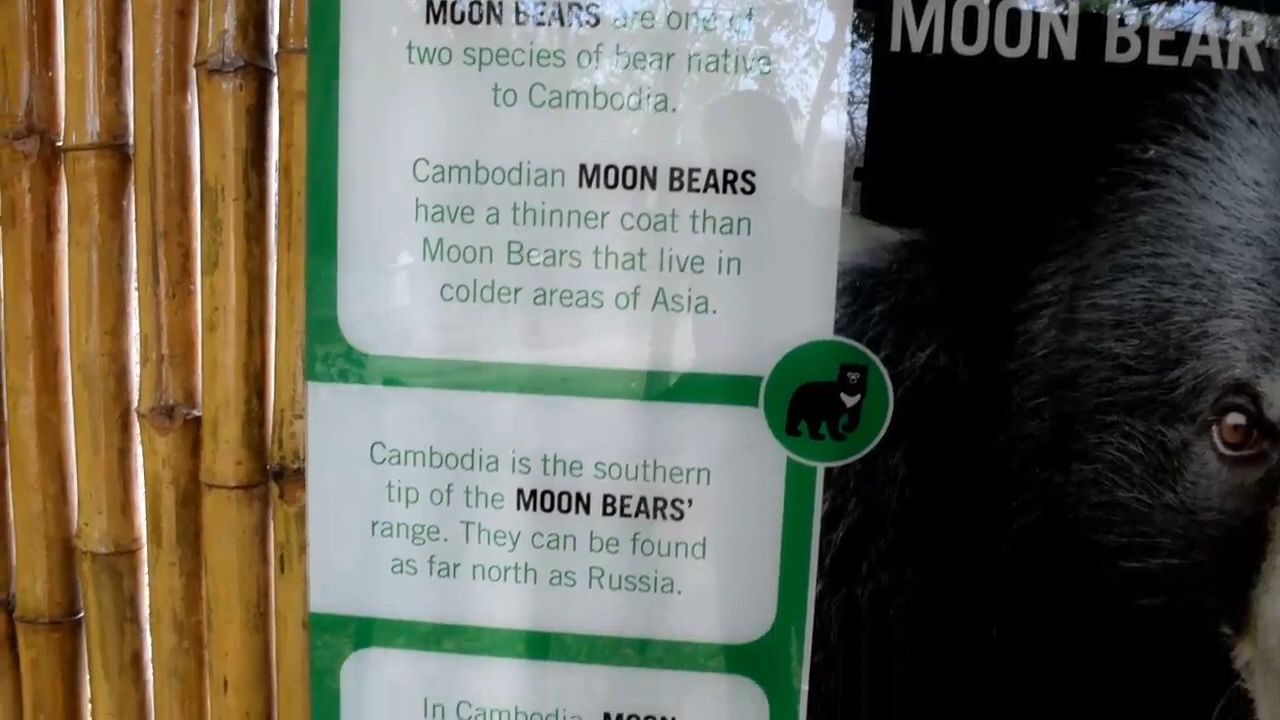 MOON BEARS are one of
two species of bear native
to Cambodia.
Cambodian MOON BEARS
have a thinner coat than
Moon Bears that live in
colder areas of Asia.
Cambodia is the southern
tip of the MOON BEARS'
range. They can be found
as far north as Russia.
In Cambodia, MOON
MOON BEAR